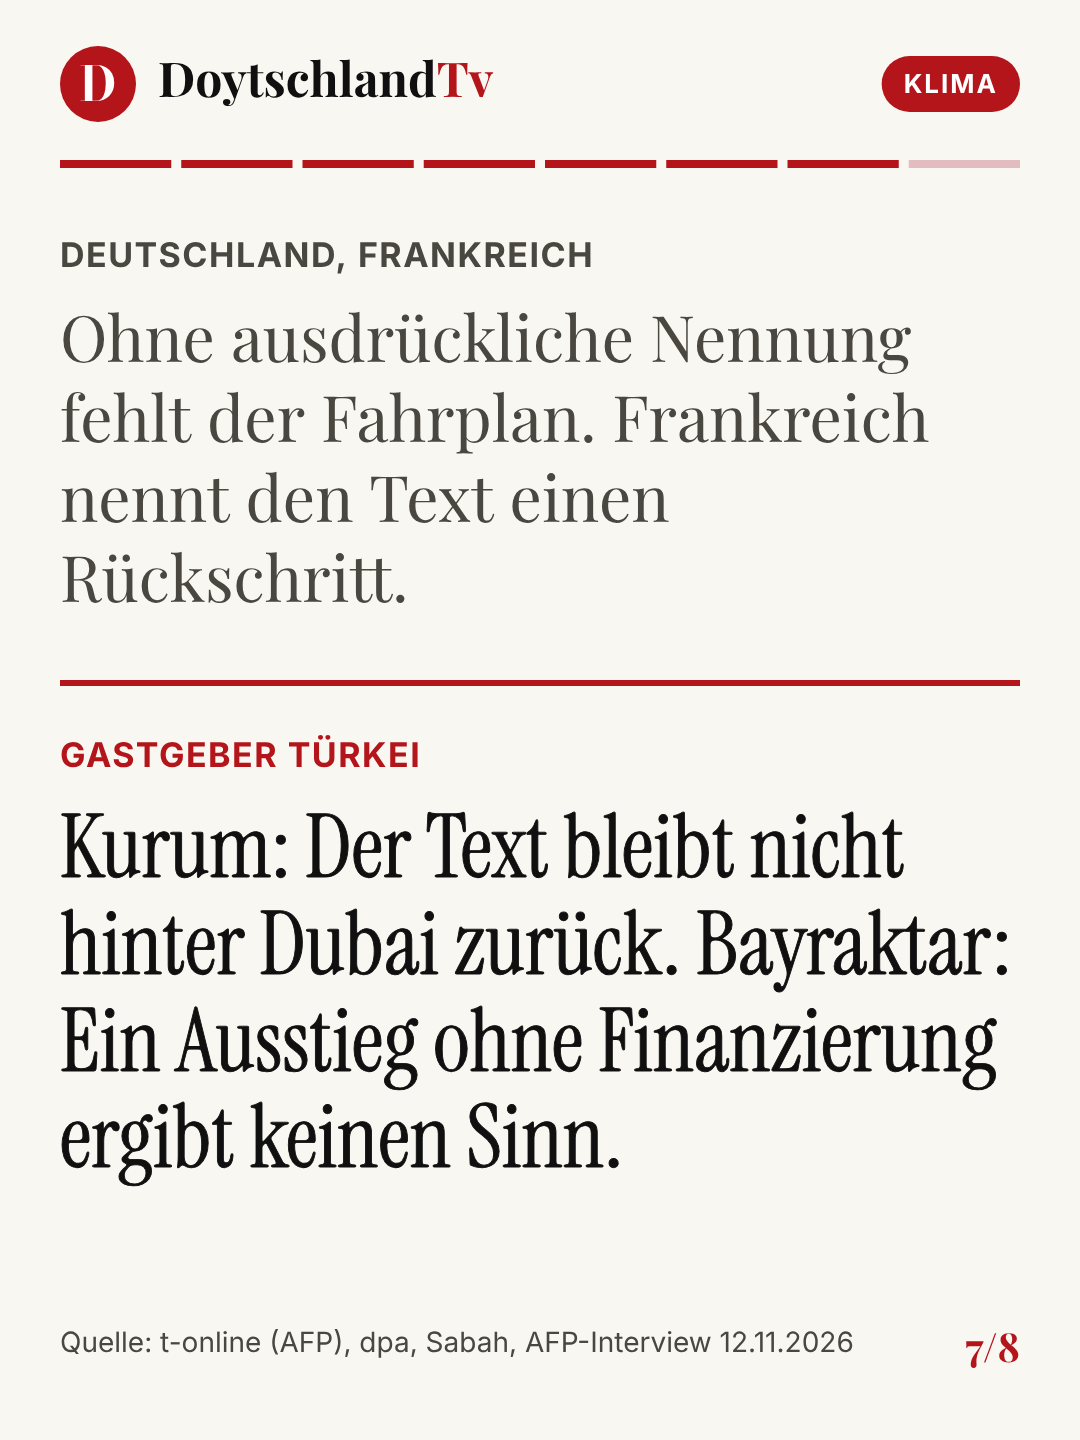 D DoytschlandTv
KLIMA
DEUTSCHLAND, FRANKREICH
Ohne ausdrückliche Nennung
fehlt der Fahrplan. Frankreich
nennt den Text einen
Rückschritt.
GASTGEBER TÜRKEI
Kurum: Der Text bleibt nicht
hinter Dubai zurück. Bayraktar:
Ein Ausstieg ohne Finanzierung
ergibt keinen Sinn.
Quelle: t-online (AFP), dpa, Sabah, AFP-Interview 12.11.2026
7/8